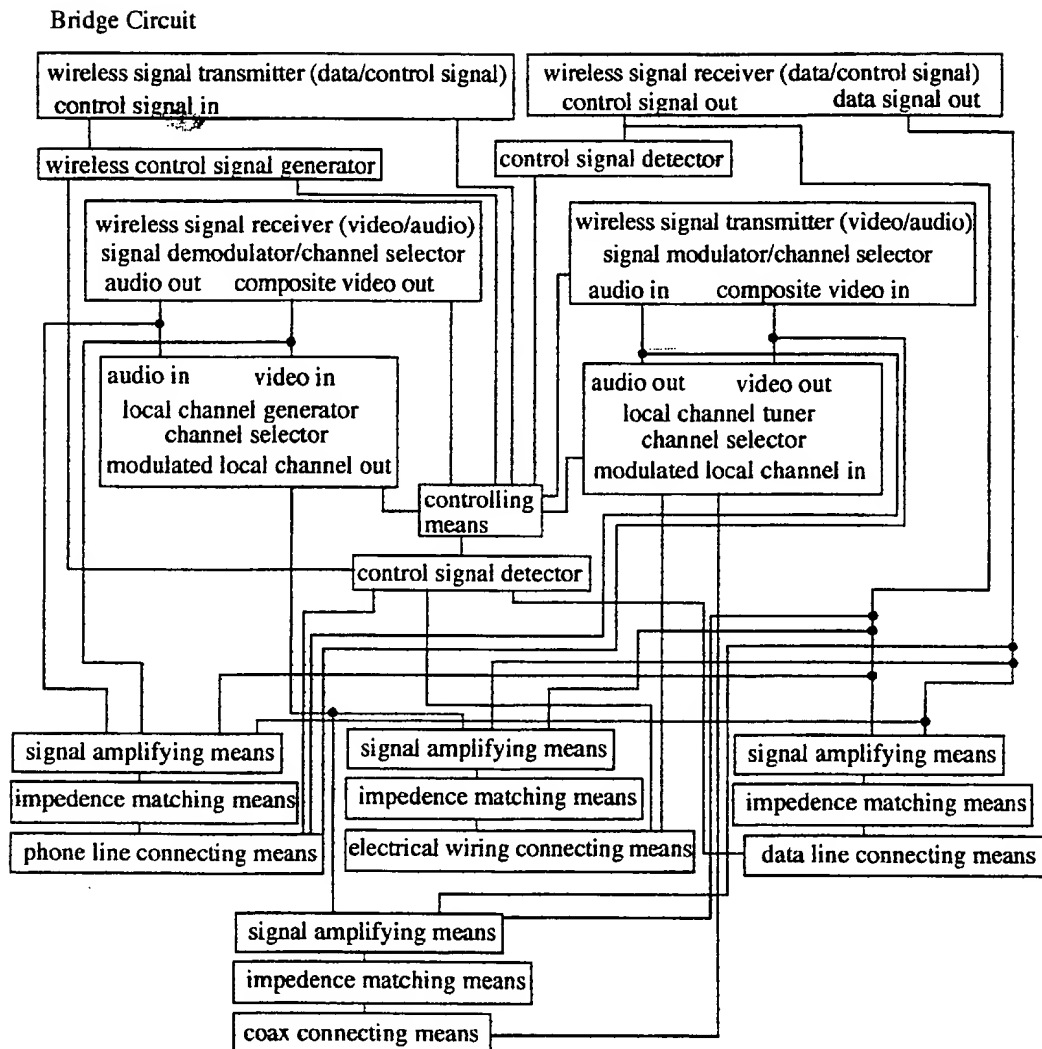 Bridge Circuit
wireless signal transmitter (data/control signal)
control signal in
wireless signal receiver (data/control signal)
control signal out data signal out
wireless control signal generator
control signal detector
wireless signal receiver (video/audio)
signal demodulator/channel selector
audio out composite video out
wireless signal transmitter (video/audio)
signal modulator/channel selector
audio in composite video in
audio in video in
local channel generator
channel selector
modulated local channel out
audio out video out
local channel tuner
channel selector
modulated local channel in
controlling
means
control signal detector
signal amplifying means
impedence matching means
phone line connecting means
signal amplifying means
impedence matching means
electrical wiring connecting means
signal amplifying means
impedence matching means
data line connecting means
signal amplifying means
impedence matching means
coax connecting means